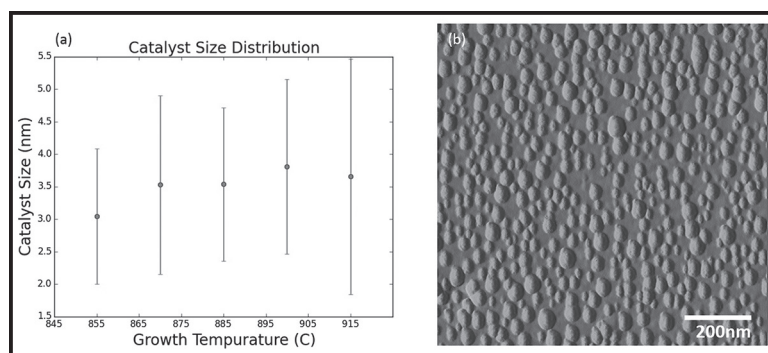 (a)
Catalyst Size Distribution
5.5
5.0
4.5
4.0
3.5
3.0
2.5
2.0
1.5
Catalyst Size (nm)
845 855 865 875 885 895 905 915
Growth Tempurature (C)
(b)
200nm